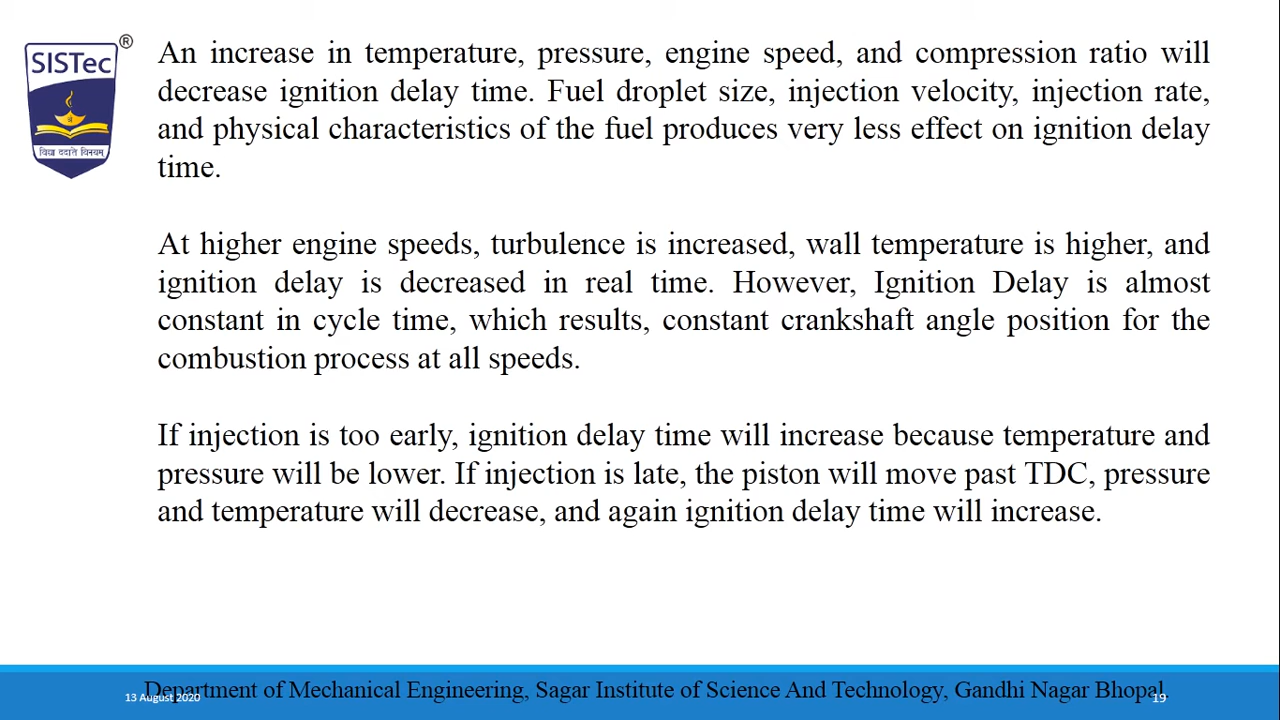 SISTec
®
विद्या ददाति विनयम्
An increase in temperature, pressure, engine speed, and compression ratio will
decrease ignition delay time. Fuel droplet size, injection velocity, injection rate,
and physical characteristics of the fuel produces very less effect on ignition delay
time.
At higher engine speeds, turbulence is increased, wall temperature is higher, and
ignition delay is decreased in real time. However, Ignition Delay is almost
constant in cycle time, which results, constant crankshaft angle position for the
combustion process at all speeds.
If injection is too early, ignition delay time will increase because temperature and
pressure will be lower. If injection is late, the piston will move past TDC, pressure
and temperature will decrease, and again ignition delay time will increase.
13 August 2020
Department of Mechanical Engineering, Sagar Institute of Science And Technology, Gandhi Nagar Bhopal
19